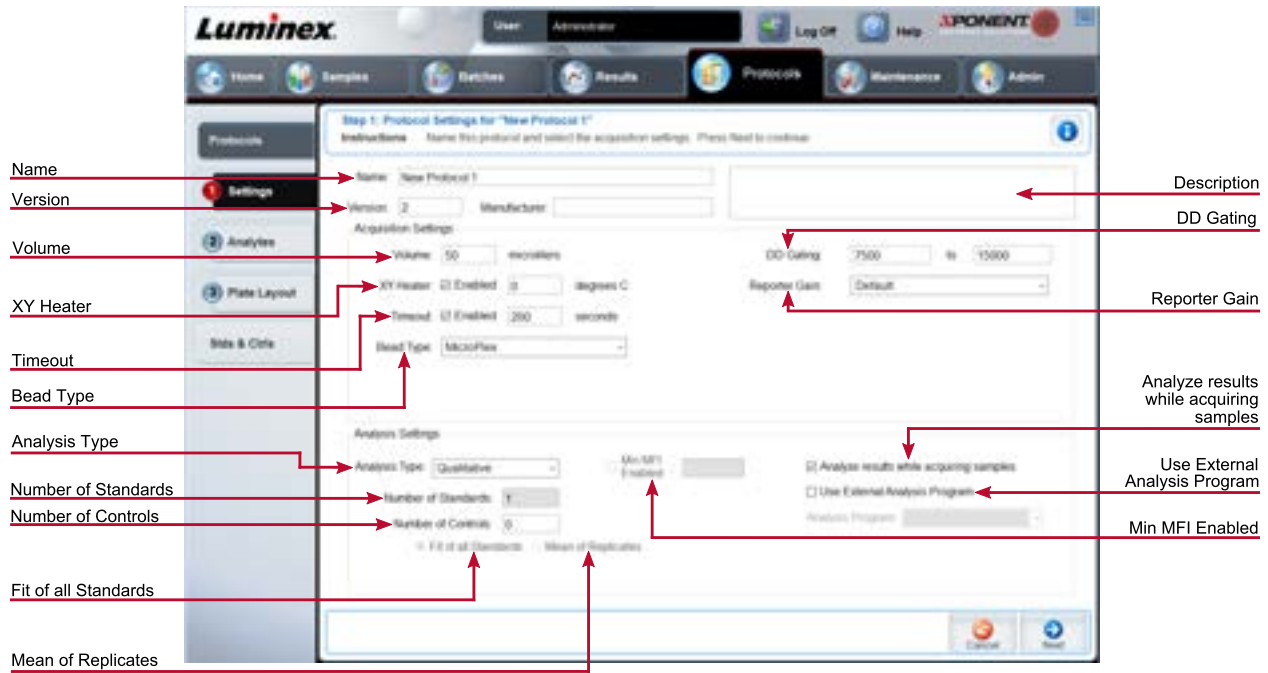 Luminex
User: Administrator
Log Off
Help
XPONENT
Home
Samples
Batches
Results
Protocols
Maintenance
Admin
Protocols
1 Settings
2 Analytes
3 Plate Layout
Stds & Ctrls
Step 1: Protocol Settings for "New Protocol 1"
Instructions Name this protocol and select the acquisition settings. Press Next to continue.
Name: New Protocol 1
Version: 2 Manufacturer:
Acquisition Settings
Volume: 50 microliters
XY Heater: Enabled 0 degrees C
Timeout: Enabled 200 seconds
Bead Type: MicroPlex
DD Gating: 7500 to 15000
Reporter Gain: Default
Analysis Settings
Analysis Type: Qualitative
Number of Standards: 1
Number of Controls: 0
Fit of all Standards Mean of Replicates
Min MFI
Enabled
Analyze results while acquiring samples
Use External Analysis Program
Analysis Program:
Cancel
Next
Name
Version
Volume
XY Heater
Timeout
Bead Type
Analysis Type
Number of Standards
Number of Controls
Fit of all Standards
Mean of Replicates
Description
DD Gating
Reporter Gain
Analyze results
while acquiring
samples
Use External
Analysis Program
Min MFI Enabled